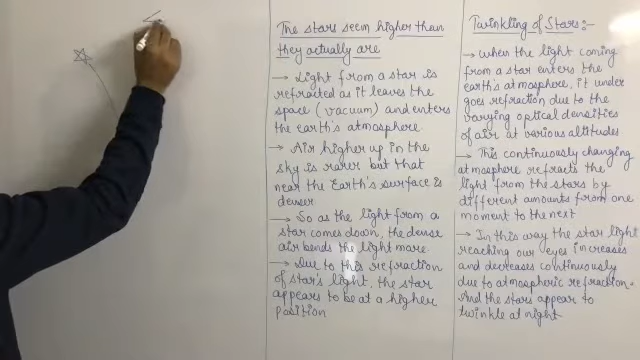 The stars seem higher than
they actually are
→ Light from a star is
refracted as it leaves the
space (vacuum) and enters
the earth's atmosphere
→ Air higher up in the
sky is rarer but that
near the Earth's surface is
denser
→ So as the light from a
star comes down, the dense
air bends the light more.
→ Due to this refraction
of star's light, the star
appears to be at a higher
position
Twinkling of Stars:-
→ When the light coming
from a star enters the
earth's atmosphere, it under
goes refraction due to the
varying optical densities
of air at various altitudes
→ This continuously changing
atmosphere refracts the
light from the stars by
different amounts from one
moment to the next
→ In this way the star light
reaching our eyes increases
and decreases continuously
due to atmospheric refraction.
And the stars appear to
twinkle at night